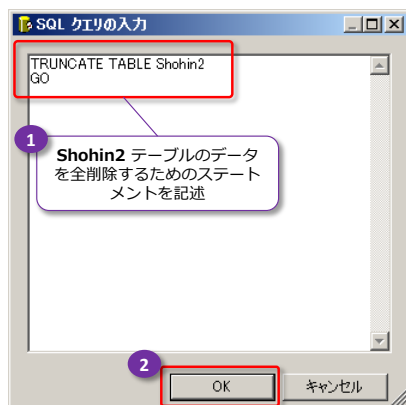 SQL クエリの入力
TRUNCATE TABLE Shohin2
GO
1
Shohin2 テーブルのデータ
を全削除するためのステート
メントを記述
2
OK
キャンセル